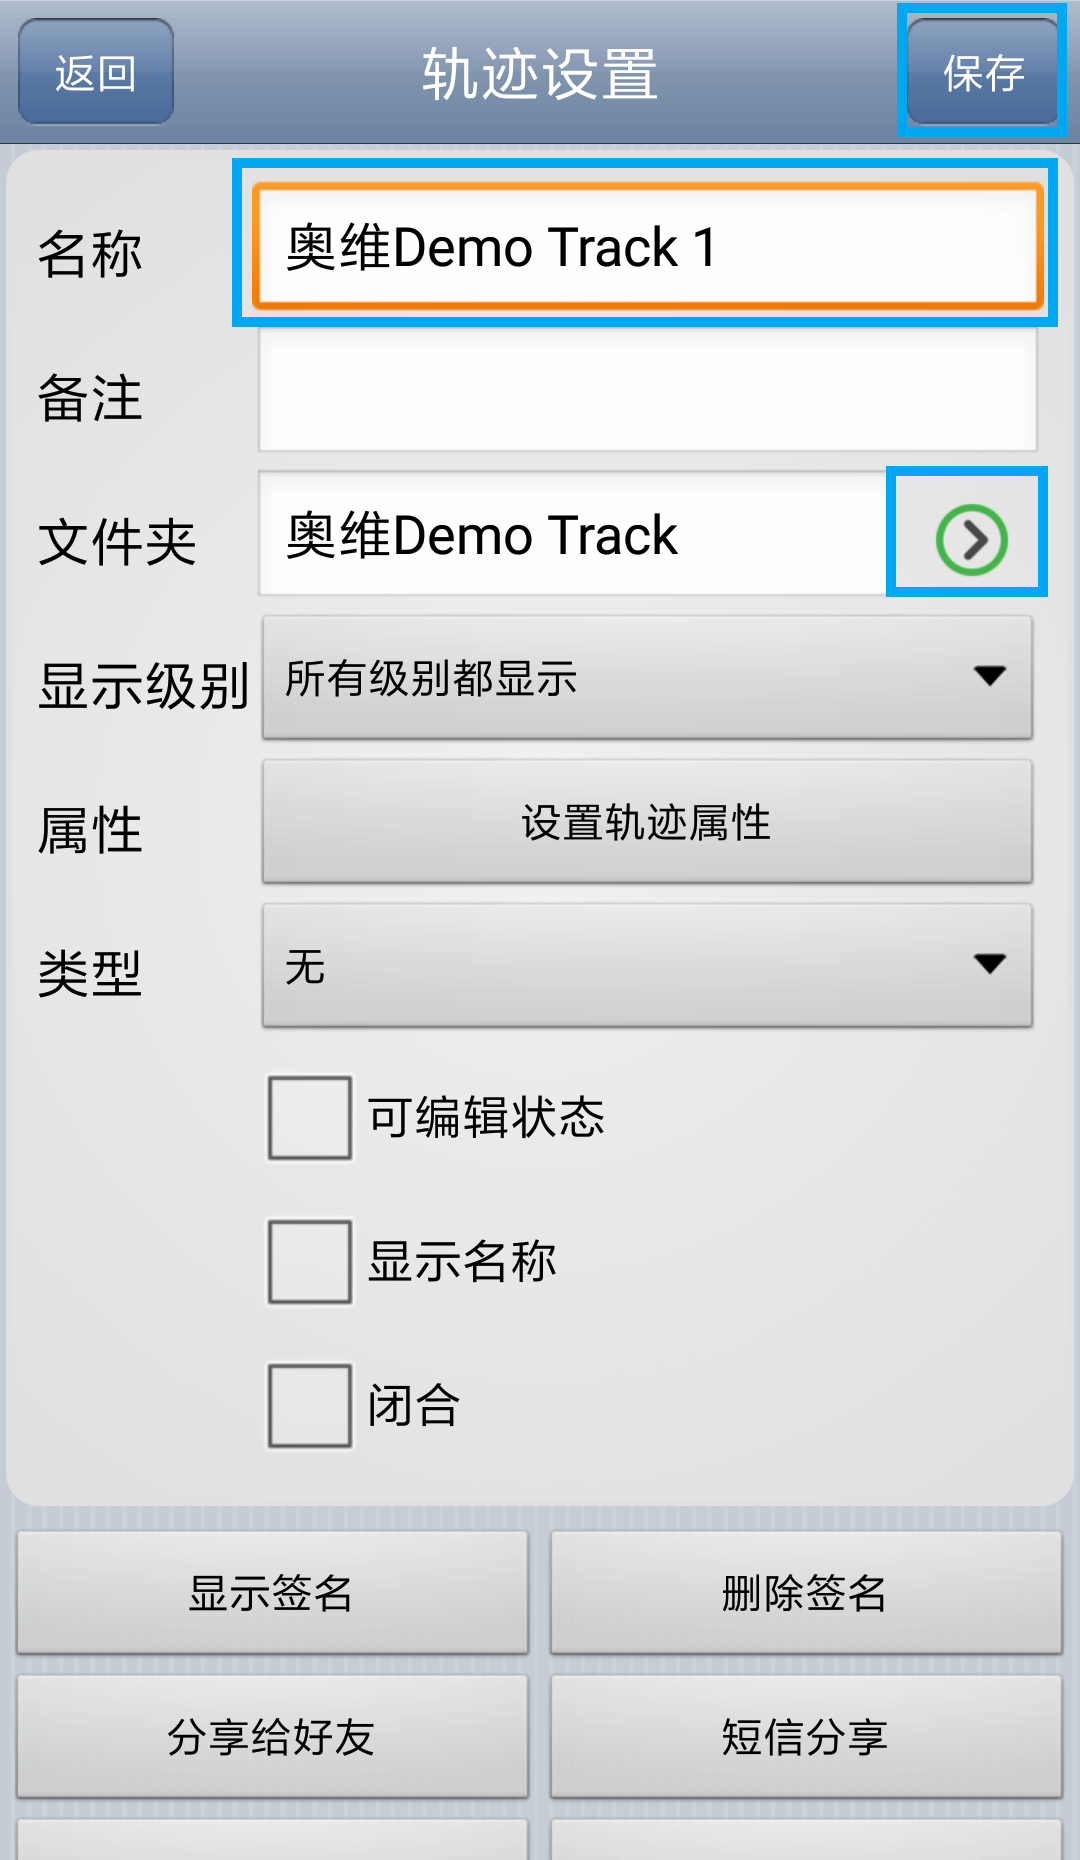 返回
轨迹设置
保存
名称
奥维Demo Track 1
备注
文件夹
奥维Demo Track
显示级别
所有级别都显示
属性
设置轨迹属性
类型
无
可编辑状态
显示名称
闭合
显示签名
删除签名
分享给好友
短信分享